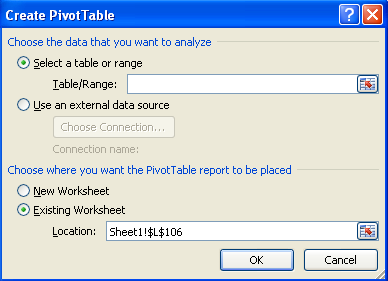 Create PivotTable
Choose the data that you want to analyze
Select a table or range
Table/Range:
Use an external data source
Choose Connection...
Connection name:
Choose where you want the PivotTable report to be placed
New Worksheet
Existing Worksheet
Location: Sheet1!$L$106
OK Cancel